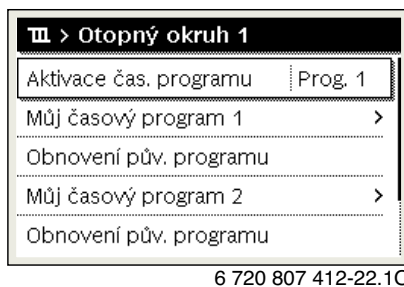 > Otopný okruh 1
Aktivace čas. programu Prog. 1
Můj časový program 1 >
Obnovení pův. programu
Můj časový program 2 >
Obnovení pův. programu
6 720 807 412-22.1O